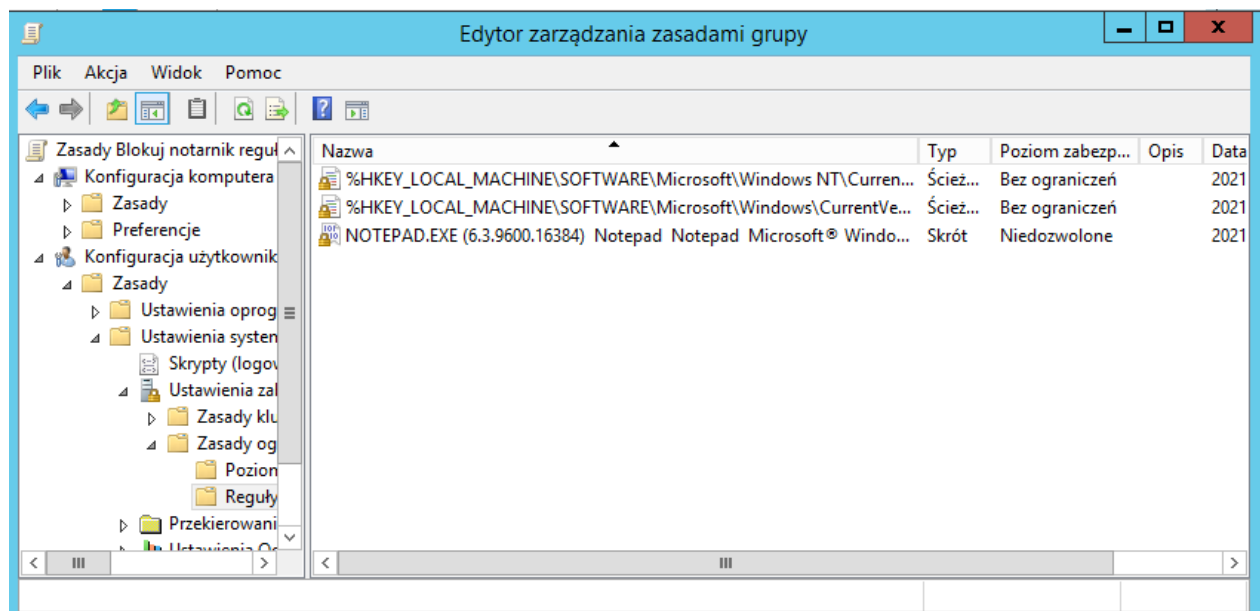 Edytor zarządzania zasadami grupy
Plik Akcja Widok Pomoc
Zasady Blokuj notarnik reguł
Konfiguracja komputera
Zasady
Preferencje
Konfiguracja użytkownik
Zasady
Ustawienia oprog
Ustawienia system
Skrypty (logow
Ustawienia zal
Zasady klu
Zasady og
Pozion
Reguły
Przekierowani
Nazwa Typ Poziom zabezp... Opis Data
%HKEY_LOCAL_MACHINE\SOFTWARE\Microsoft\Windows NT\Curren... Ścież... Bez ograniczeń 2021
%HKEY_LOCAL_MACHINE\SOFTWARE\Microsoft\Windows\CurrentVe... Ścież... Bez ograniczeń 2021
NOTEPAD.EXE (6.3.9600.16384) Notepad Notepad Microsoft® Windo... Skrót Niedozwolone 2021